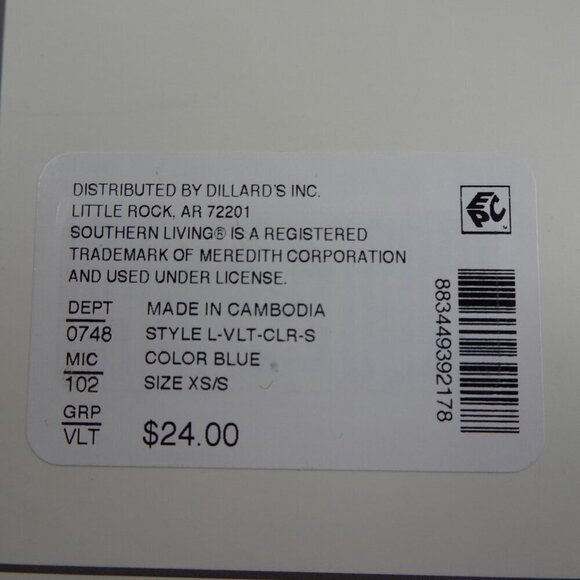 DISTRIBUTED BY DILLARD'S INC.
LITTLE ROCK, AR 72201
SOUTHERN LIVING® IS A REGISTERED
TRADEMARK OF MEREDITH CORPORATION
AND USED UNDER LICENSE.
DEPT MADE IN CAMBODIA
0748 STYLE L-VLT-CLR-S
MIC COLOR BLUE
102 SIZE XS/S
GRP
VLT $24.00
EPC
883449392178